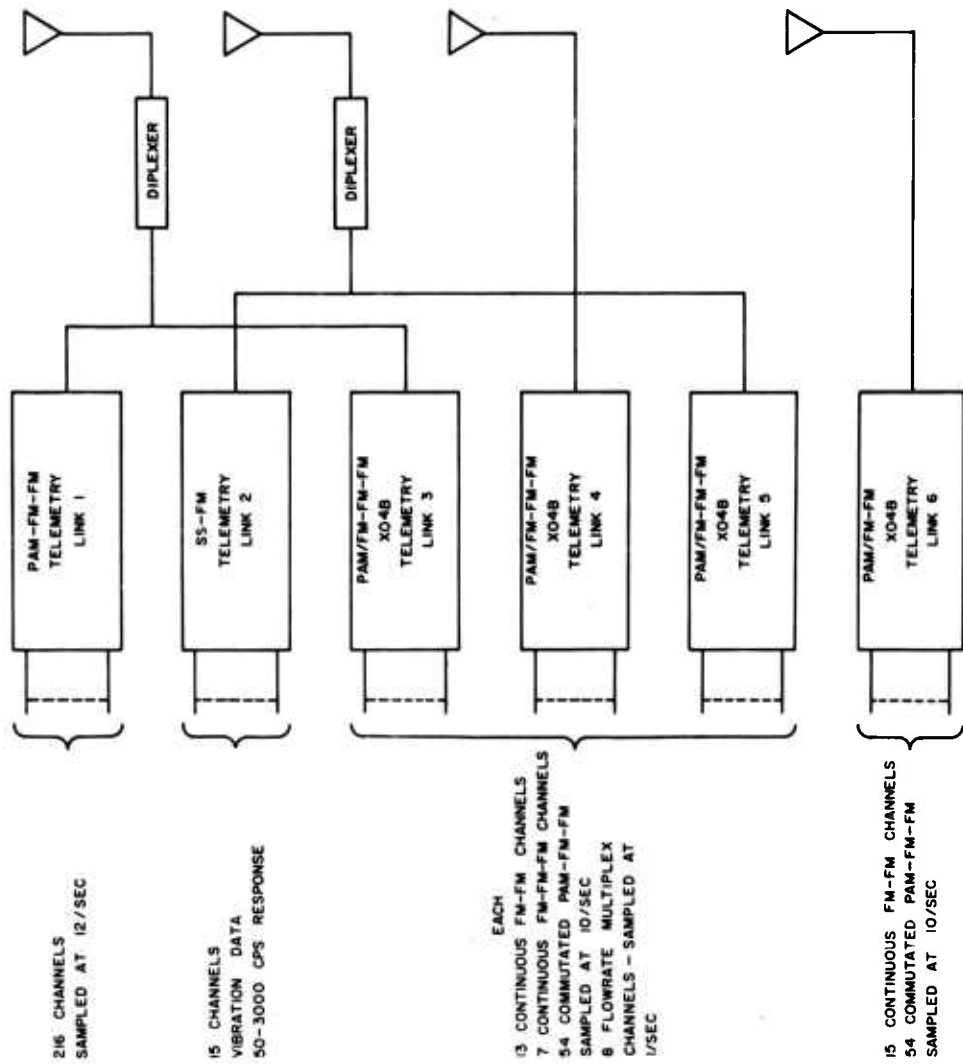 216 CHANNELS
SAMPLED AT 12/SEC
PAM-FM-FM
TELEMETRY
LINK 1
DIPLEXER
15 CHANNELS
VIBRATION DATA
50-3000 CPS RESPONSE
SS-FM
TELEMETRY
LINK 2
DIPLEXER
EACH
13 CONTINUOUS FM-FM CHANNELS
7 CONTINUOUS FM-FM-FM CHANNELS
54 COMMUTATED PAM-FM-FM
SAMPLED AT 10/SEC
8 FLOWRATE MULTIPLEX
CHANNELS - SAMPLED AT
1/SEC
PAM/FM-FM-FM
XO4B
TELEMETRY
LINK 3
PAM/FM-FM-FM
XO4B
TELEMETRY
LINK 4
PAM/FM-FM-FM
XO4B
TELEMETRY
LINK 5
15 CONTINUOUS FM-FM CHANNELS
54 COMMUTATED PAM-FM-FM
SAMPLED AT 10/SEC
PAM/FM-FM-FM
XO4B
TELEMETRY
LINK 6